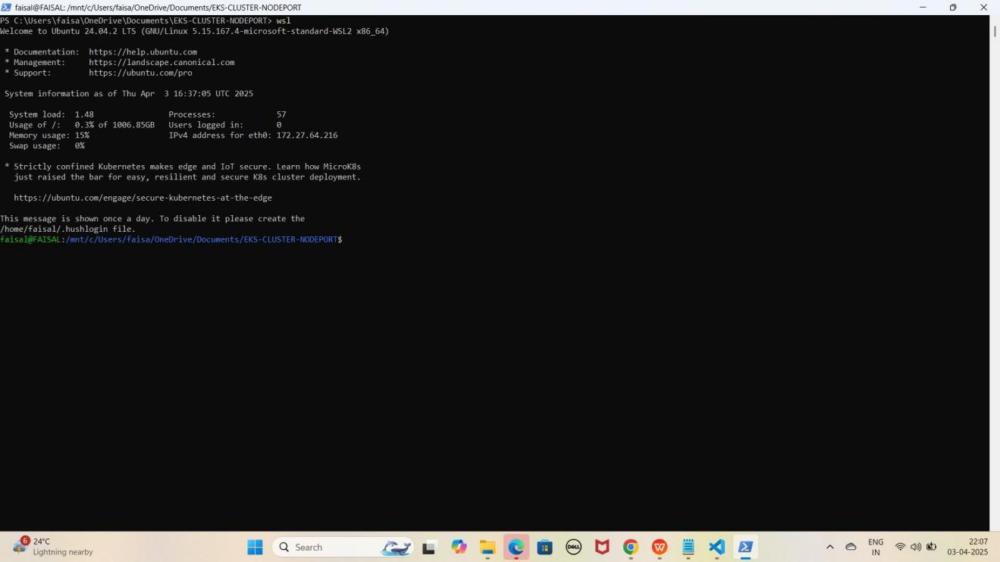 faisal@FAISAL: /mnt/c/Users/faisa/OneDrive/Documents/EKS-CLUSTER-NODEPORT
PS C:\Users\faisa\OneDrive\Documents\EKS-CLUSTER-NODEPORT> wsl
Welcome to Ubuntu 24.04.2 LTS (GNU/Linux 5.15.167.4-microsoft-standard-WSL2 x86_64)
* Documentation:  https://help.ubuntu.com
* Management:     https://landscape.canonical.com
* Support:        https://ubuntu.com/pro
System information as of Thu Apr  3 16:37:05 UTC 2025
System load:  1.48                Processes:             57
Usage of /:   0.3% of 1006.85GB   Users logged in:       0
Memory usage: 15%                 IPv4 address for eth0: 172.27.64.216
Swap usage:   0%
* Strictly confined Kubernetes makes edge and IoT secure. Learn how MicroK8s
just raised the bar for easy, resilient and secure K8s cluster deployment.
https://ubuntu.com/engage/secure-kubernetes-at-the-edge
This message is shown once a day. To disable it please create the
/home/faisal/.hushlogin file.
faisal@FAISAL:/mnt/c/Users/faisa/OneDrive/Documents/EKS-CLUSTER-NODEPORT$
6
24°C
Lightning nearby
Search
DELL
ENG
IN
22:07
03-04-2025